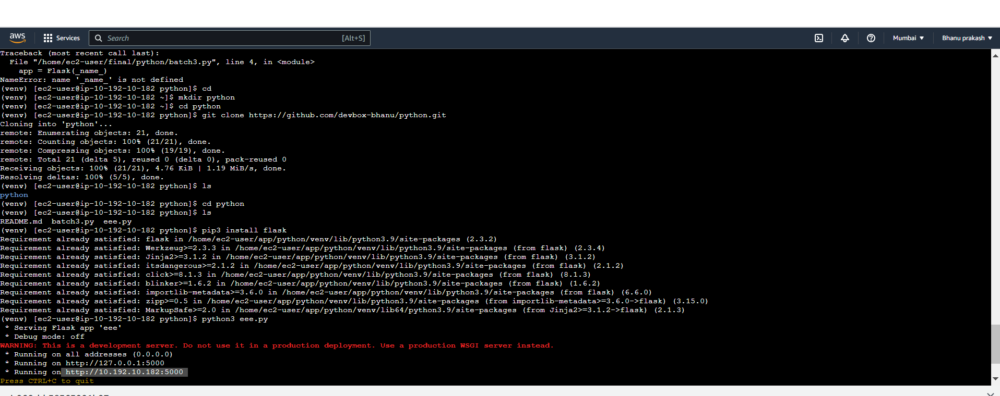 aws Services Search [Alt+S] Mumbai Bhanu prakash
Traceback (most recent call last):
File "/home/ec2-user/final/python/batch3.py", line 4, in <module>
app = Flask(_name_)
NameError: name '_name_' is not defined
(venv) [ec2-user@ip-10-192-10-182 python]$ cd
(venv) [ec2-user@ip-10-192-10-182 ~]$ mkdir python
(venv) [ec2-user@ip-10-192-10-182 ~]$ cd python
(venv) [ec2-user@ip-10-192-10-182 python]$ git clone https://github.com/devbox-bhanu/python.git
Cloning into 'python'...
remote: Enumerating objects: 21, done.
remote: Counting objects: 100% (21/21), done.
remote: Compressing objects: 100% (19/19), done.
remote: Total 21 (delta 5), reused 0 (delta 0), pack-reused 0
Receiving objects: 100% (21/21), 4.76 KiB | 1.19 MiB/s, done.
Resolving deltas: 100% (5/5), done.
(venv) [ec2-user@ip-10-192-10-182 python]$ ls
python
(venv) [ec2-user@ip-10-192-10-182 python]$ cd python
(venv) [ec2-user@ip-10-192-10-182 python]$ ls
README.md batch3.py eee.py
(venv) [ec2-user@ip-10-192-10-182 python]$ pip3 install flask
Requirement already satisfied: flask in /home/ec2-user/app/python/venv/lib/python3.9/site-packages (2.3.2)
Requirement already satisfied: Werkzeug>=2.3.3 in /home/ec2-user/app/python/venv/lib/python3.9/site-packages (from flask) (2.3.4)
Requirement already satisfied: Jinja2>=3.1.2 in /home/ec2-user/app/python/venv/lib/python3.9/site-packages (from flask) (3.1.2)
Requirement already satisfied: itsdangerous>=2.1.2 in /home/ec2-user/app/python/venv/lib/python3.9/site-packages (from flask) (2.1.2)
Requirement already satisfied: click>=8.1.3 in /home/ec2-user/app/python/venv/lib/python3.9/site-packages (from flask) (8.1.3)
Requirement already satisfied: blinker>=1.6.2 in /home/ec2-user/app/python/venv/lib/python3.9/site-packages (from flask) (1.6.2)
Requirement already satisfied: importlib-metadata>=3.6.0 in /home/ec2-user/app/python/venv/lib/python3.9/site-packages (from flask) (6.6.0)
Requirement already satisfied: zipp>=0.5 in /home/ec2-user/app/python/venv/lib/python3.9/site-packages (from importlib-metadata>=3.6.0->flask) (3.15.0)
Requirement already satisfied: MarkupSafe>=2.0 in /home/ec2-user/app/python/venv/lib64/python3.9/site-packages (from Jinja2>=3.1.2->flask) (2.1.3)
(venv) [ec2-user@ip-10-192-10-182 python]$ python3 eee.py
* Serving Flask app 'eee'
* Debug mode: off
WARNING: This is a development server. Do not use it in a production deployment. Use a production WSGI server instead.
* Running on all addresses (0.0.0.0)
* Running on http://127.0.0.1:5000
* Running on http://10.192.10.182:5000
Press CTRL+C to quit